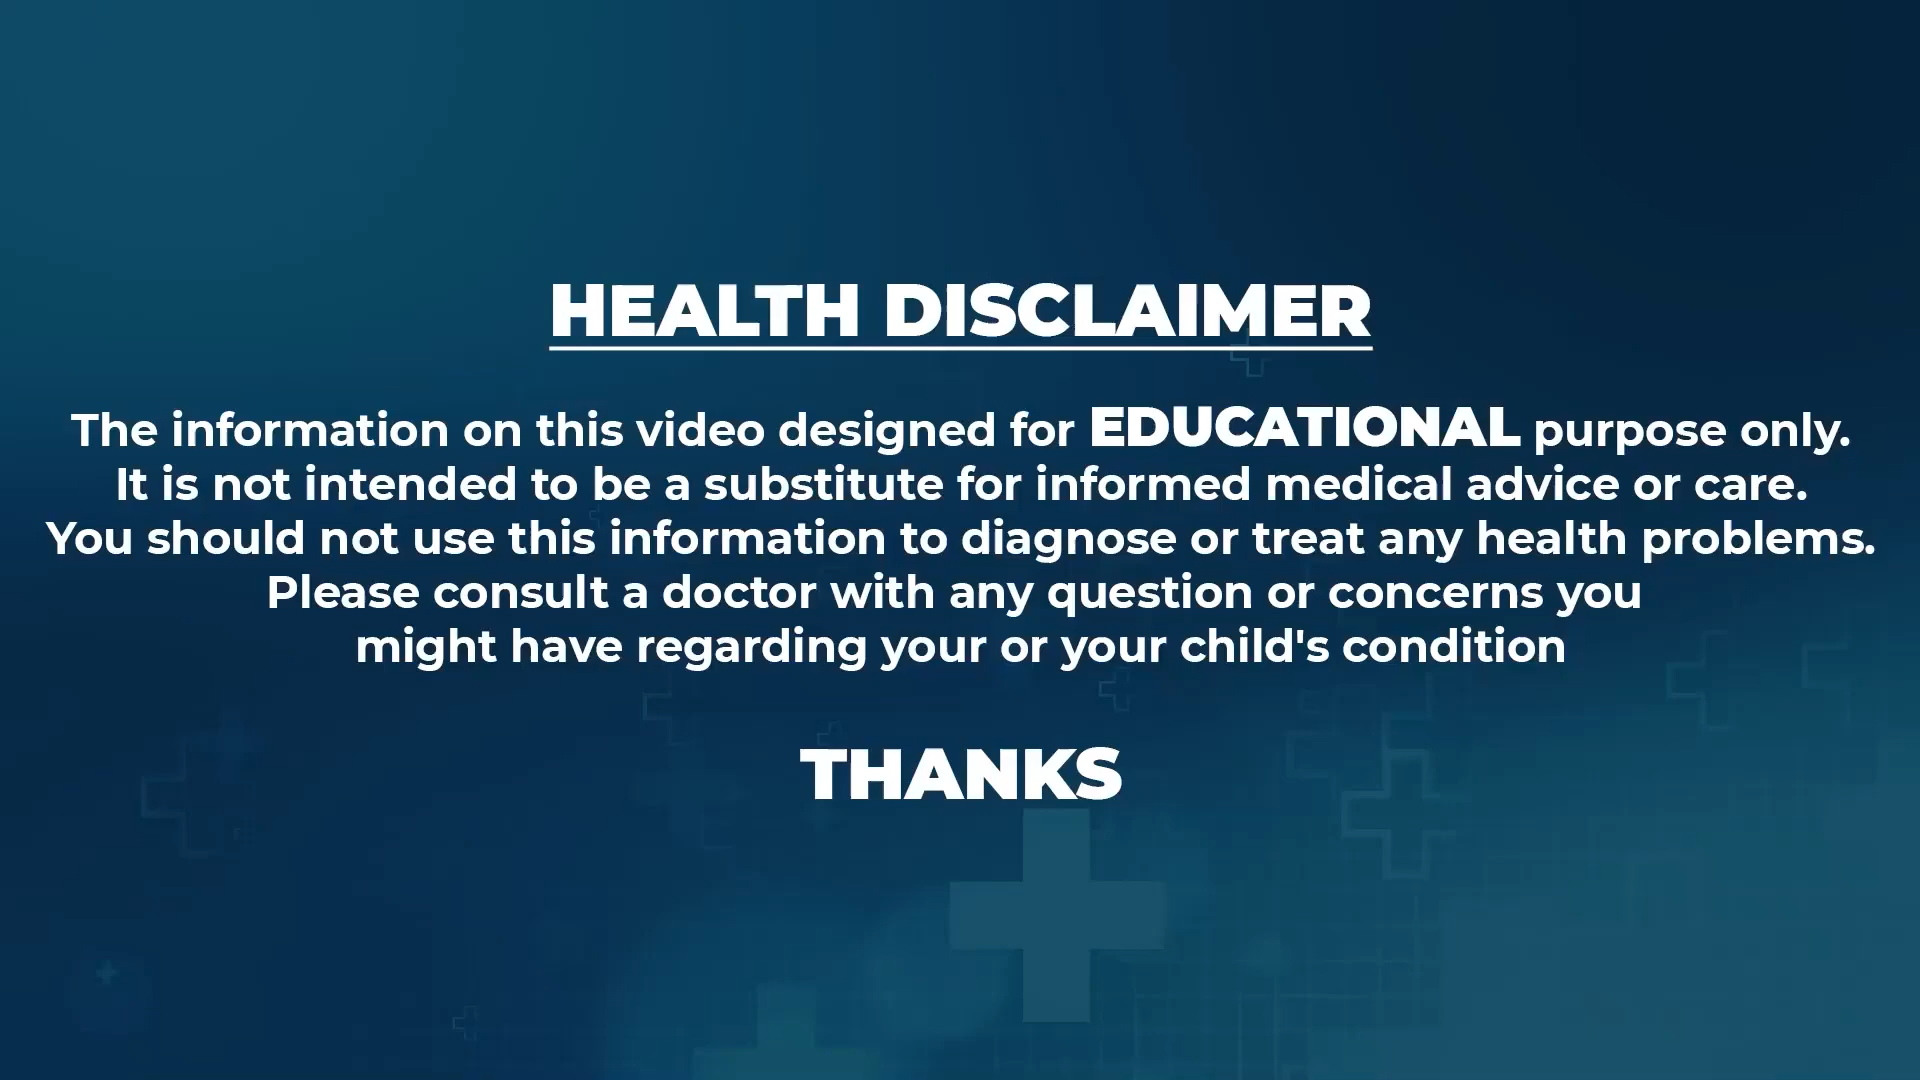 HEALTH DISCLAIMER
The information on this video designed for EDUCATIONAL purpose only.
It is not intended to be a substitute for informed medical advice or care.
You should not use this information to diagnose or treat any health problems.
Please consult a doctor with any question or concerns you
might have regarding your or your child's condition
THANKS